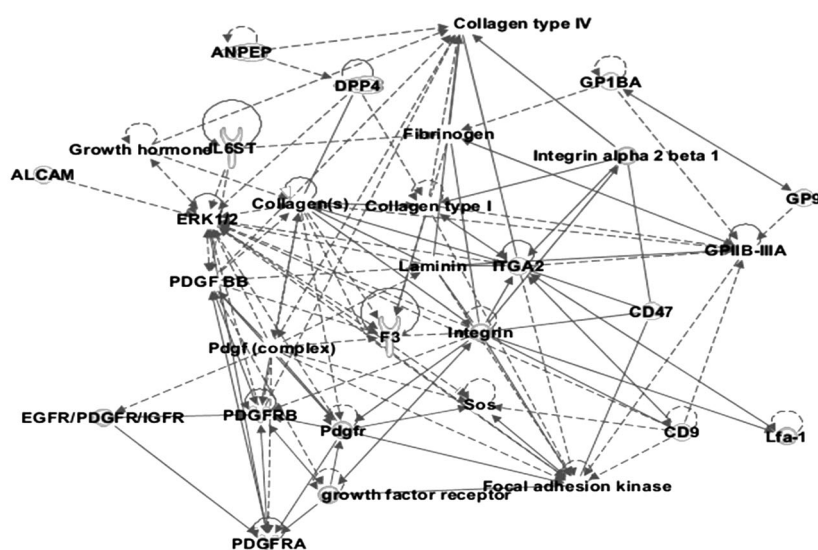 Collagen type IV
ANPEP
DPP4
GP1BA
Fibrinogen
Growth hormone
IL6ST
Integrin alpha 2 beta 1
ALCAM
GP9
Collagen(s)
Collagen type I
ERK1/2
GPIIB-IIIA
Laminin
ITGA2
PDGF BB
CD47
F3
Integrin
Pdgf (complex)
Sos
EGFR/PDGFR/IGFR
PDGFRB
Pdgfr
CD9
Lfa-1
growth factor receptor
Focal adhesion kinase
PDGFRA